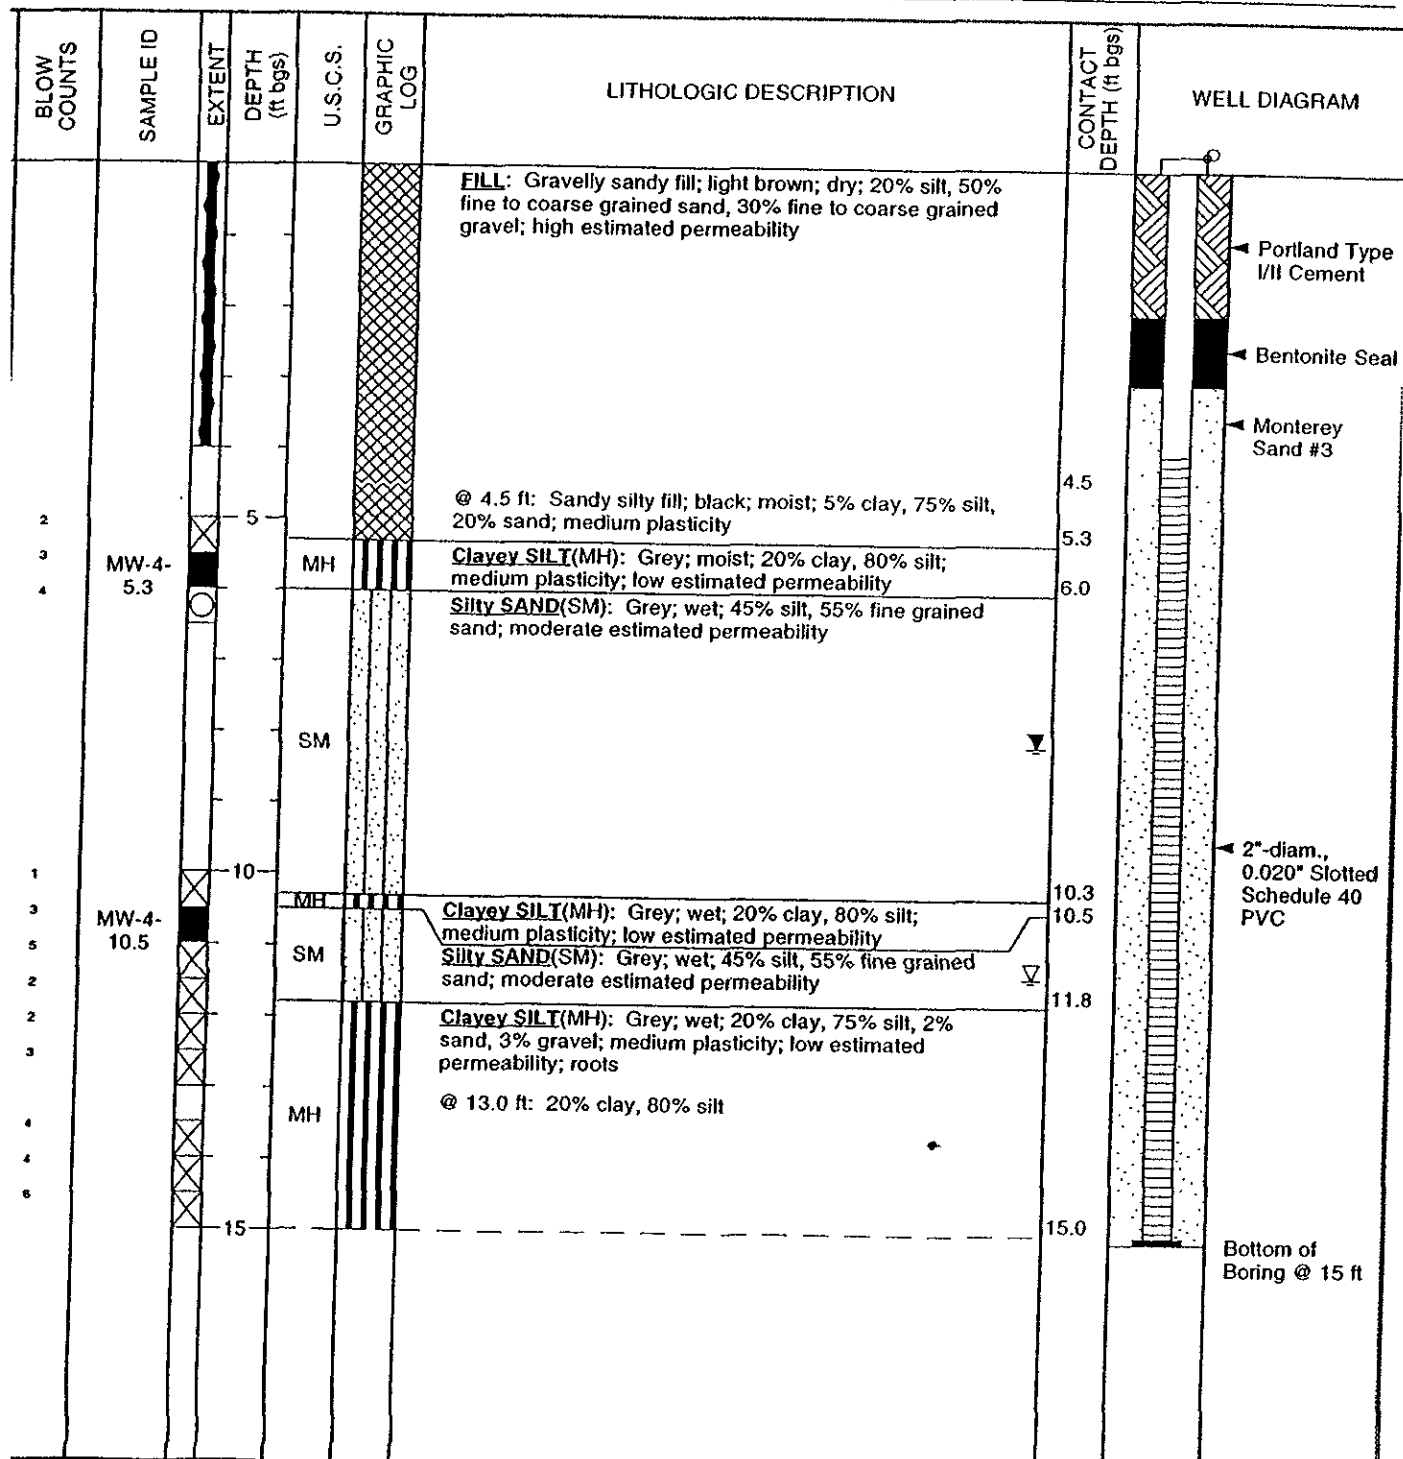 BLOW
COUNTS
SAMPLE ID
EXTENT
DEPTH
(ft bgs)
U.S.C.S.
GRAPHIC
LOG
LITHOLOGIC DESCRIPTION
CONTACT
DEPTH (ft bgs)
WELL DIAGRAM
FILL: Gravelly sandy fill; light brown; dry; 20% silt, 50%
fine to coarse grained sand, 30% fine to coarse grained
gravel; high estimated permeability
Portland Type
I/II Cement
Bentonite Seal
Monterey
Sand #3
4.5
@ 4.5 ft: Sandy silty fill; black; moist; 5% clay, 75% silt,
20% sand; medium plasticity
2
5
5.3
3
MW-4-
5.3
MH
Clayey SILT(MH): Grey; moist; 20% clay, 80% silt;
medium plasticity; low estimated permeability
4
6.0
Silty SAND(SM): Grey; wet; 45% silt, 55% fine grained
sand; moderate estimated permeability
SM
2"-diam.,
0.020" Slotted
Schedule 40
PVC
1
10
10.3
MH
3
MW-4-
10.5
10.5
Clayey SILT(MH): Grey; wet; 20% clay, 80% silt;
medium plasticity; low estimated permeability
5
SM
Silty SAND(SM): Grey; wet; 45% silt, 55% fine grained
sand; moderate estimated permeability
2
11.8
2
Clayey SILT(MH): Grey; wet; 20% clay, 75% silt, 2%
sand, 3% gravel; medium plasticity; low estimated
permeability; roots
3
@ 13.0 ft: 20% clay, 80% silt
MH
4
4
6
15
15.0
Bottom of
Boring @ 15 ft